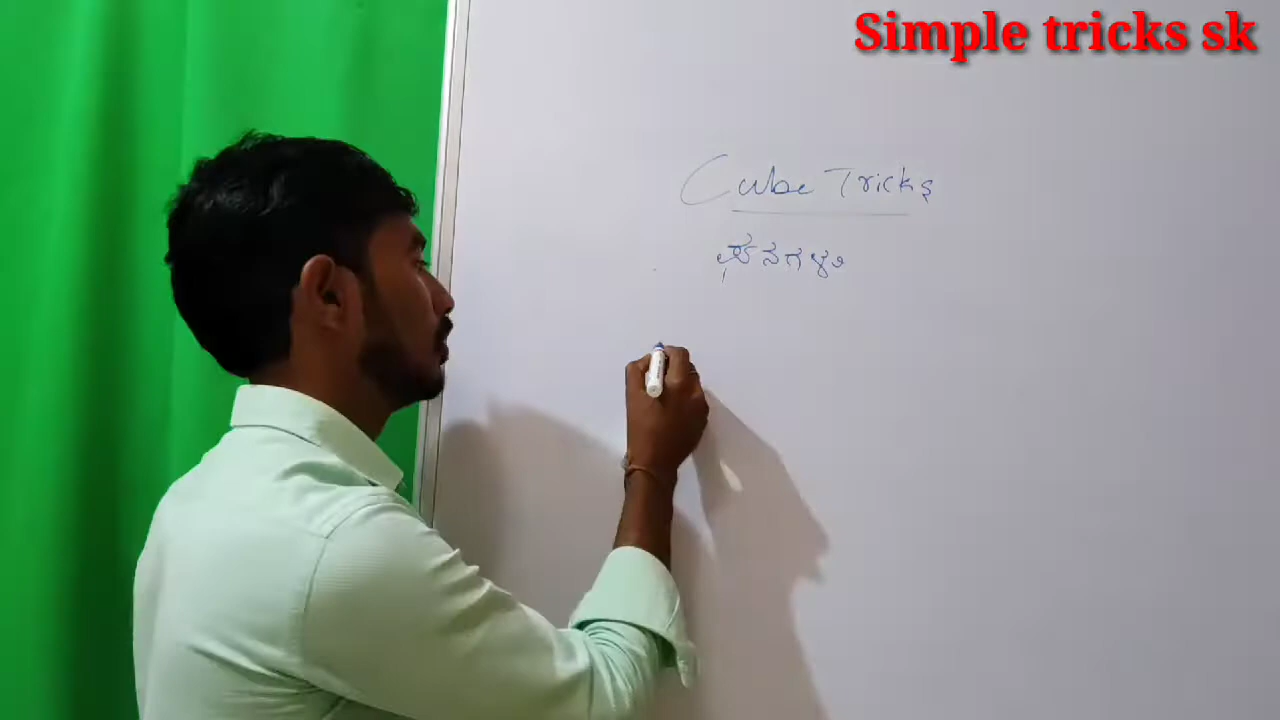 Simple tricks sk
Cube Tricks
ಘನಗಳು